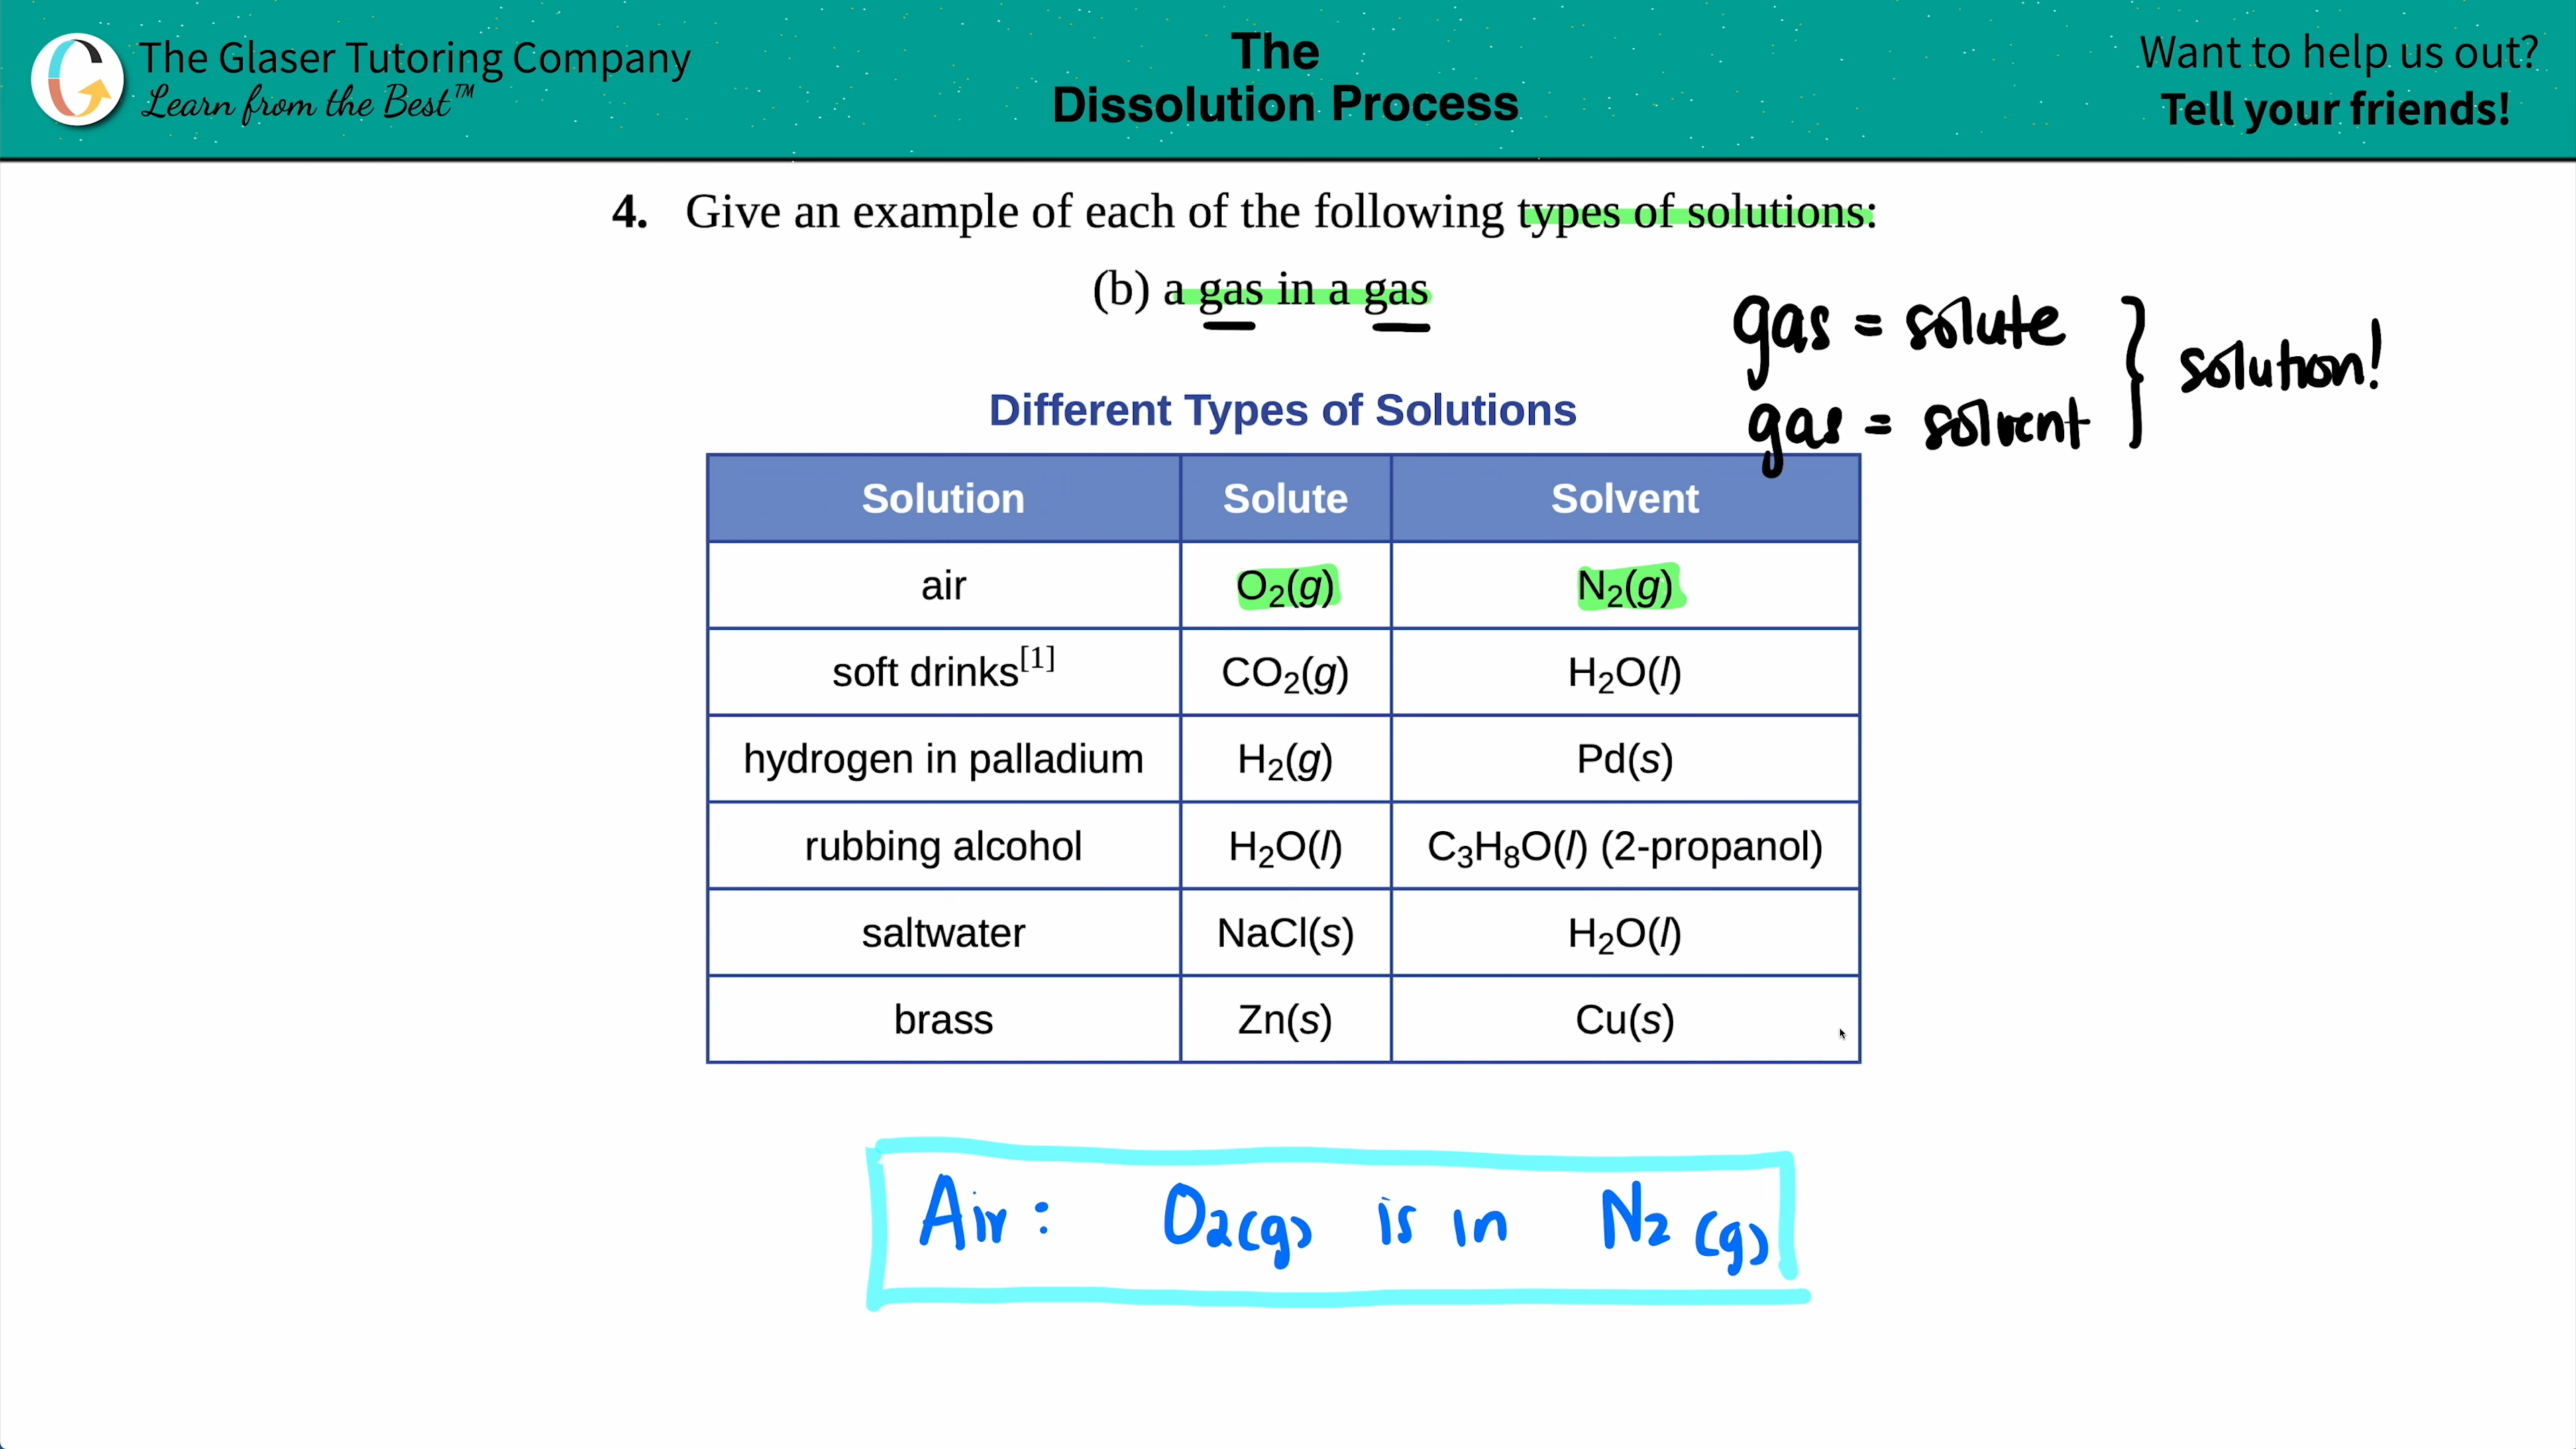 The Glaser Tutoring Company
Learn from the Best™
The
Dissolution Process
Want to help us out?
Tell your friends!
4. Give an example of each of the following types of solutions:
(b) a gas in a gas
gas = solute
gas = solvent
solution!
Different Types of Solutions
Solution Solute Solvent
air O₂(g) N₂(g)
soft drinks[1] CO₂(g) H₂O(l)
hydrogen in palladium H₂(g) Pd(s)
rubbing alcohol H₂O(l) C₃H₈O(l) (2-propanol)
saltwater NaCl(s) H₂O(l)
brass Zn(s) Cu(s)
Air: O₂(g) is in N₂(g)